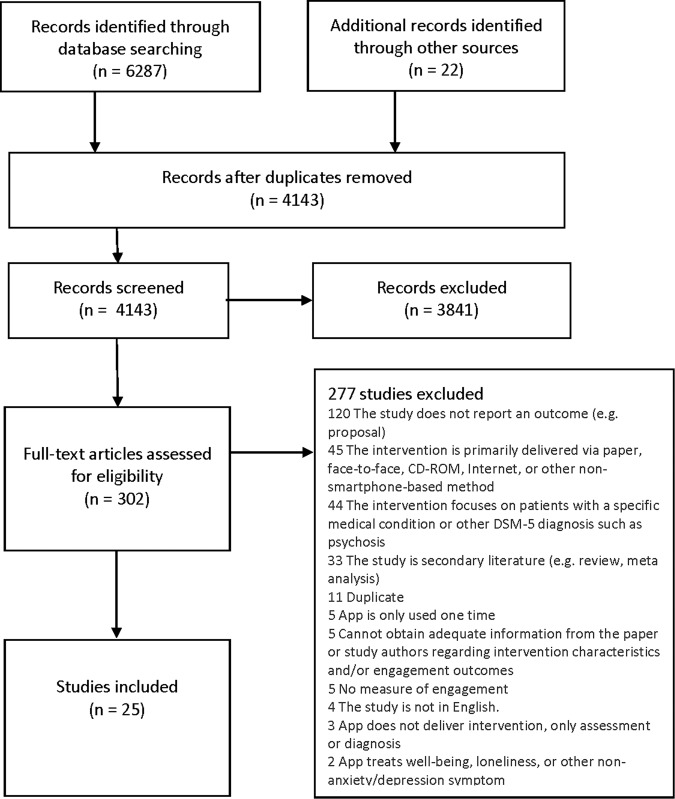 Records identified through
database searching
(n = 6287)
Additional records identified
through other sources
(n = 22)
Records after duplicates removed
(n = 4143)
Records screened
(n = 4143)
Records excluded
(n = 3841)
Full-text articles assessed
for eligibility
(n = 302)
277 studies excluded
120 The study does not report an outcome (e.g.
proposal)
45 The intervention is primarily delivered via paper,
face-to-face, CD-ROM, Internet, or other non-
smartphone-based method
44 The intervention focuses on patients with a specific
medical condition or other DSM-5 diagnosis such as
psychosis
33 The study is secondary literature (e.g. review, meta
analysis)
11 Duplicate
5 App is only used one time
5 Cannot obtain adequate information from the paper
or study authors regarding intervention characteristics
and/or engagement outcomes
5 No measure of engagement
4 The study is not in English.
3 App does not deliver intervention, only assessment
or diagnosis
2 App treats well-being, loneliness, or other non-
anxiety/depression symptom
Studies included
(n = 25)